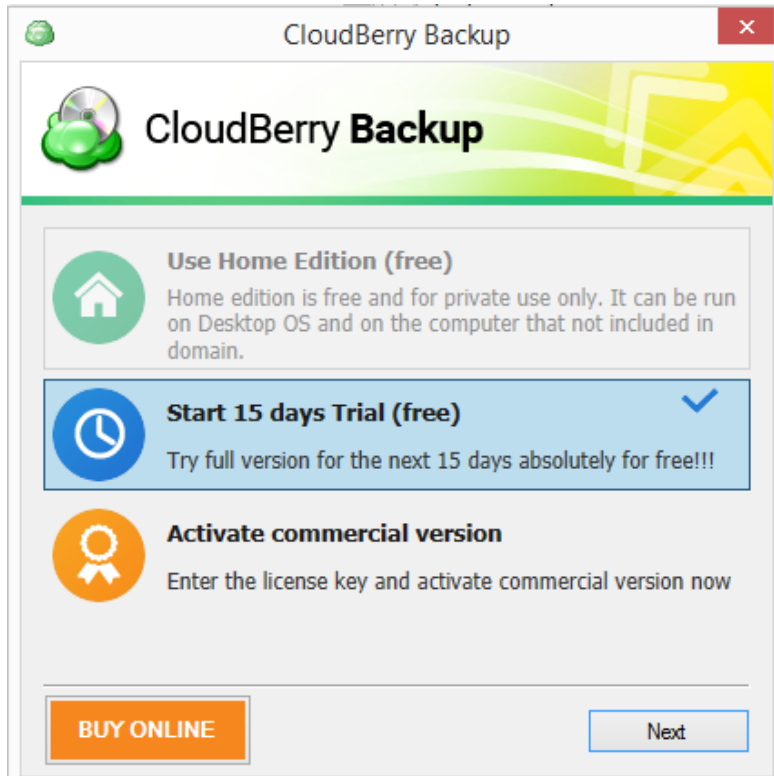 CloudBerry Backup
CloudBerry Backup
Use Home Edition (free)
Home edition is free and for private use only. It can be run
on Desktop OS and on the computer that not included in
domain.
Start 15 days Trial (free)
Try full version for the next 15 days absolutely for free!!!
Activate commercial version
Enter the license key and activate commercial version now
BUY ONLINE
Next